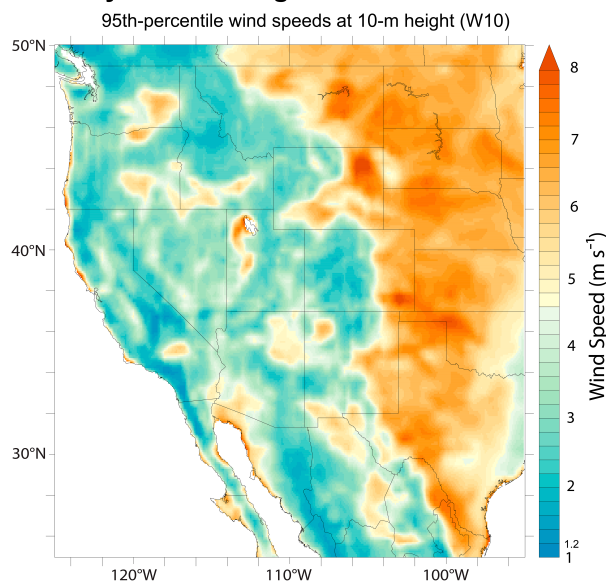 95th-percentile wind speeds at 10-m height (W10)
50°N
40°N
30°N
120°W
110°W
100°W
8
7
6
5
4
3
2
1.2
1
Wind Speed (m s⁻¹)